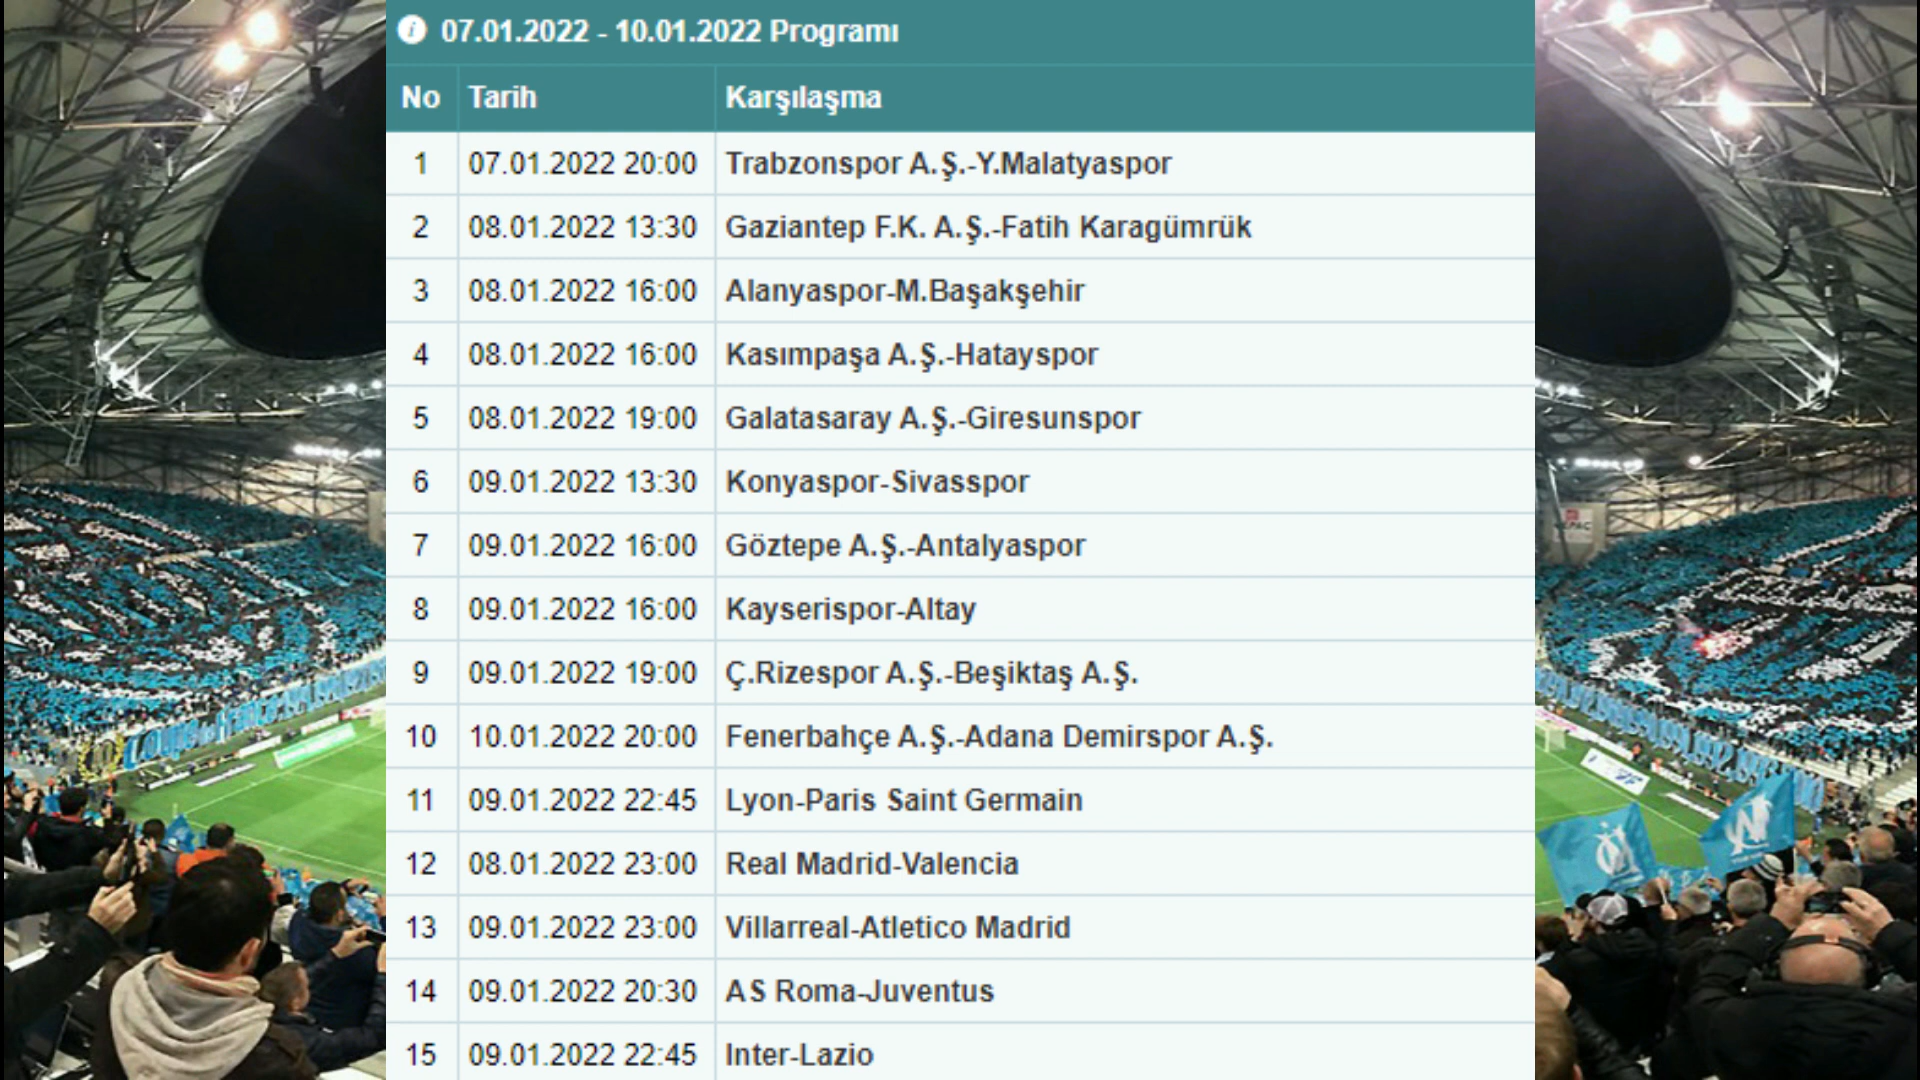 07.01.2022 - 10.01.2022 Programı
No Tarih Karşılaşma
1 07.01.2022 20:00 Trabzonspor A.Ş.-Y.Malatyaspor
2 08.01.2022 13:30 Gaziantep F.K. A.Ş.-Fatih Karagümrük
3 08.01.2022 16:00 Alanyaspor-M.Başakşehir
4 08.01.2022 16:00 Kasımpaşa A.Ş.-Hatayspor
5 08.01.2022 19:00 Galatasaray A.Ş.-Giresunspor
6 09.01.2022 13:30 Konyaspor-Sivasspor
7 09.01.2022 16:00 Göztepe A.Ş.-Antalyaspor
8 09.01.2022 16:00 Kayserispor-Altay
9 09.01.2022 19:00 Ç.Rizespor A.Ş.-Beşiktaş A.Ş.
10 10.01.2022 20:00 Fenerbahçe A.Ş.-Adana Demirspor A.Ş.
11 09.01.2022 22:45 Lyon-Paris Saint Germain
12 08.01.2022 23:00 Real Madrid-Valencia
13 09.01.2022 23:00 Villarreal-Atletico Madrid
14 09.01.2022 20:30 AS Roma-Juventus
15 09.01.2022 22:45 Inter-Lazio